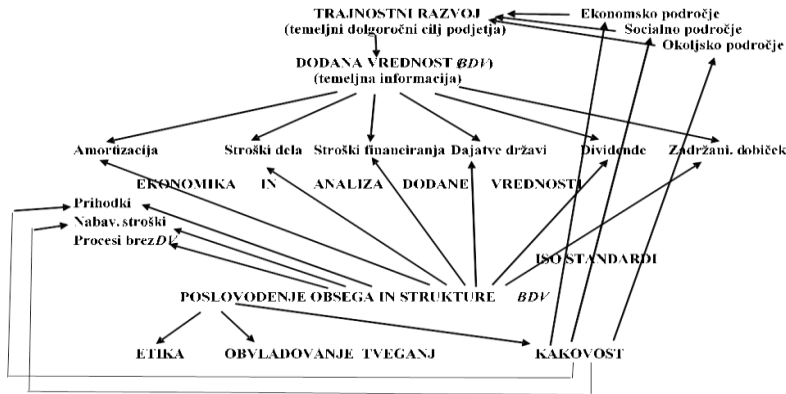 TRAJNOSTNI RAZVOJ
(temeljni dolgoročni cilj podjetja)
Ekonomsko področje
Socialno področje
Okoljsko področje
DODANA VREDNOST (BDV)
(temeljna informacija)
Amortizacija Stroški dela Stroški financiranja Dajatve državi Dividende Zadržani. dobiček
EKONOMIKA IN ANALIZA DODANE VREDNOSTI
Prihodki
Nabav. stroški
Procesi brez DV
ISO STANDARDI
POSLOVODENJE OBSEGA IN STRUKTURE BDV
ETIKA OBVLADOVANJE TVEGANJ KAKOVOST